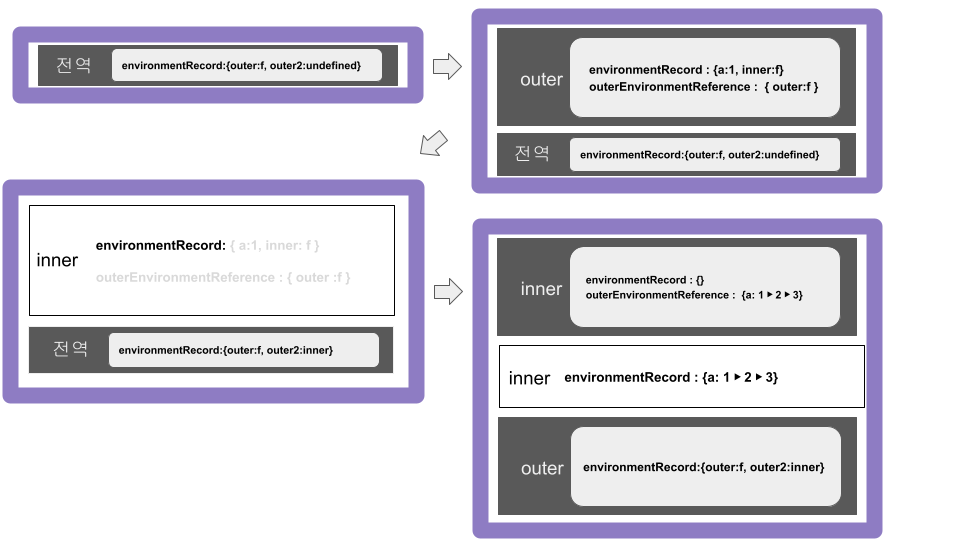 전역
environmentRecord:{outer:f, outer2:undefined}
outer
environmentRecord : {a:1, inner:f}
outerEnvironmentReference : { outer:f }
전역
environmentRecord:{outer:f, outer2:undefined}
inner
environmentRecord: { a:1, inner: f }
outerEnvironmentReference : { outer :f }
전역
environmentRecord:{outer:f, outer2:inner}
inner
environmentRecord : {}
outerEnvironmentReference : {a: 1 ▸ 2 ▸ 3}
inner
environmentRecord : {a: 1 ▸ 2 ▸ 3}
outer
environmentRecord:{outer:f, outer2:inner}